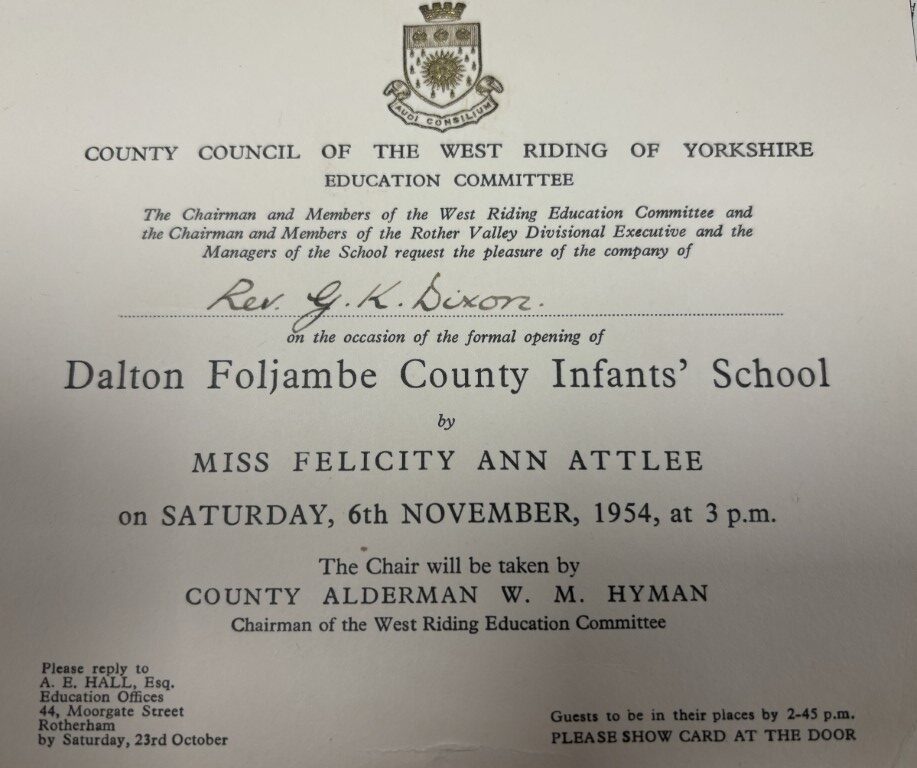 AUDI CONSILIUM
COUNTY COUNCIL OF THE WEST RIDING OF YORKSHIRE
EDUCATION COMMITTEE
The Chairman and Members of the West Riding Education Committee and
the Chairman and Members of the Rother Valley Divisional Executive and the
Managers of the School request the pleasure of the company of
Rev. G. K. Dixon.
on the occasion of the formal opening of
Dalton Foljambe County Infants' School
by
MISS FELICITY ANN ATTLEE
on SATURDAY, 6th NOVEMBER, 1954, at 3 p.m.
The Chair will be taken by
COUNTY ALDERMAN W. M. HYMAN
Chairman of the West Riding Education Committee
Please reply to
A. E. HALL, Esq.
Education Offices
44, Moorgate Street
Rotherham
by Saturday, 23rd October
Guests to be in their places by 2-45 p.m.
PLEASE SHOW CARD AT THE DOOR